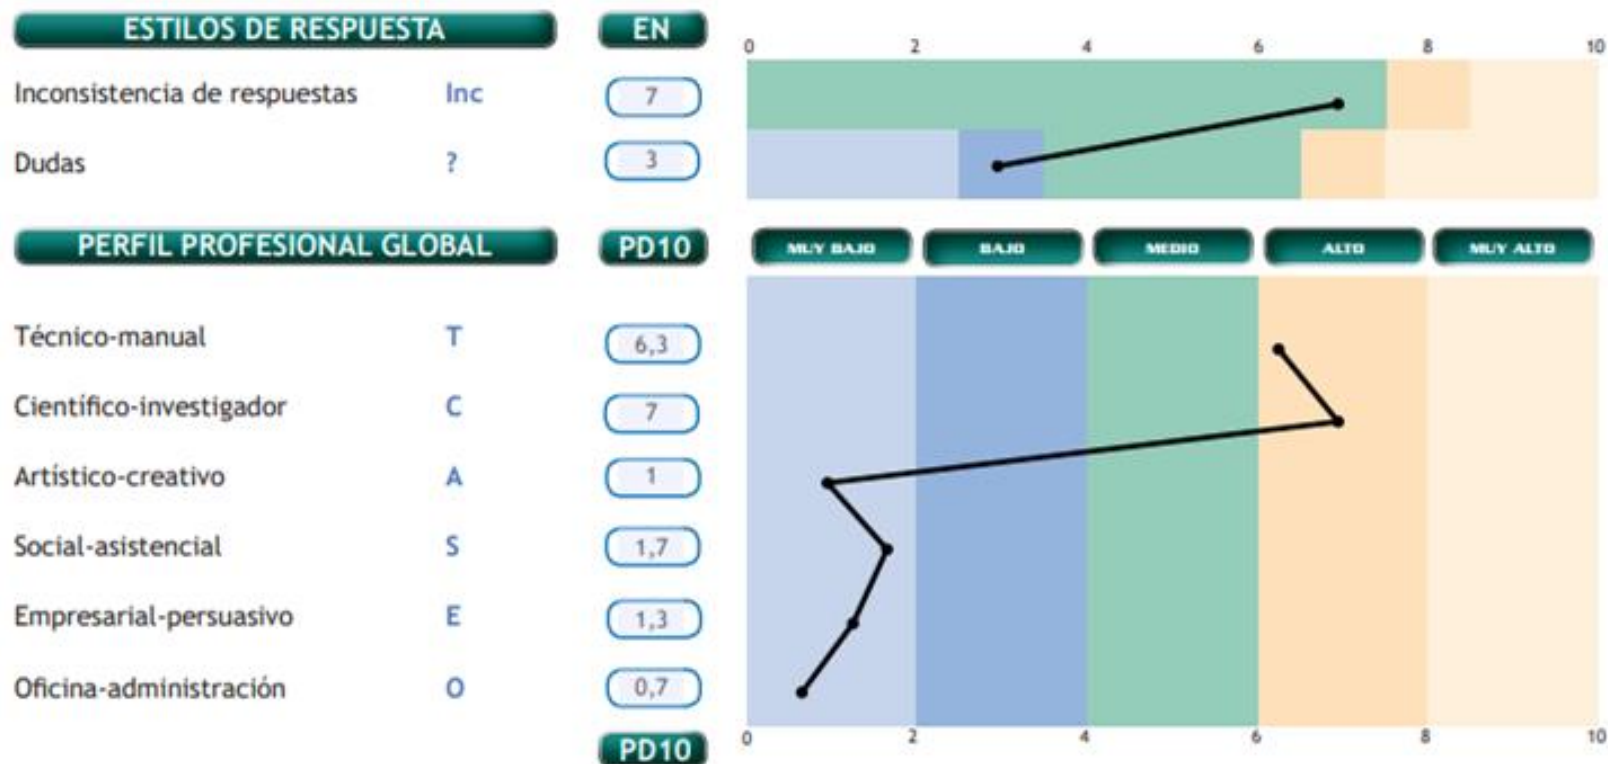 ESTILOS DE RESPUESTA EN
0 2 4 6 8 10
Inconsistencia de respuestas Inc 7
Dudas ? 3
PERFIL PROFESIONAL GLOBAL PD10 MUY BAJO BAJO MEDIO ALTO MUY ALTO
Técnico-manual T 6,3
Científico-investigador C 7
Artístico-creativo A 1
Social-asistencial S 1,7
Empresarial-persuasivo E 1,3
Oficina-administración O 0,7
PD10 0 2 4 6 8 10